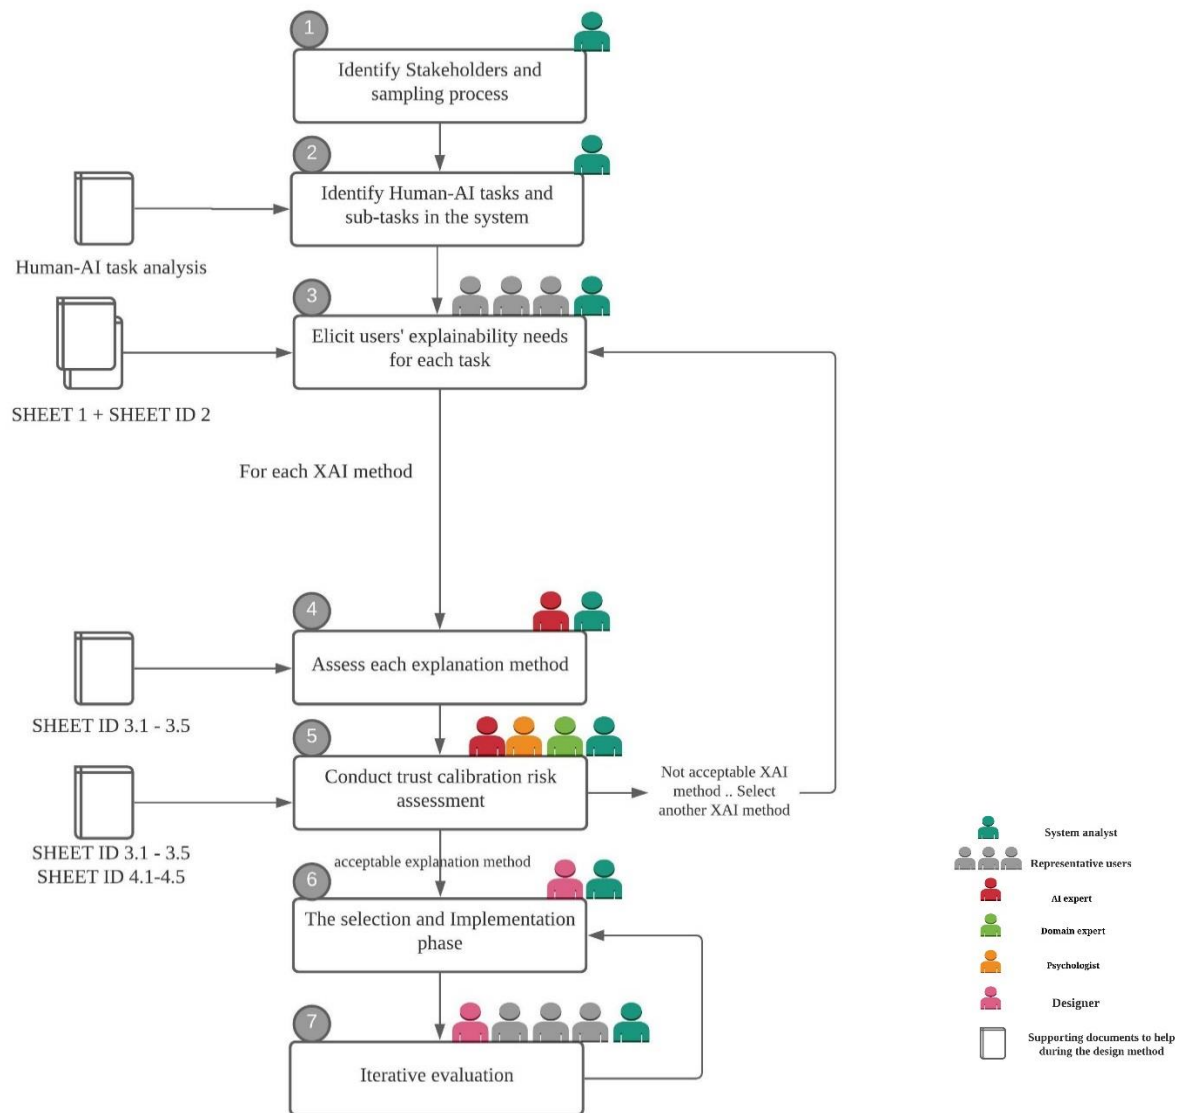 1
Identify Stakeholders and
sampling process
2
Identify Human-AI tasks and
sub-tasks in the system
Human-AI task analysis
3
Elicit users' explainability needs
for each task
SHEET 1 + SHEET ID 2
For each XAI method
4
Assess each explanation method
SHEET ID 3.1 - 3.5
5
Conduct trust calibration risk
assessment
Not acceptable XAI
method .. Select
another XAI method
SHEET ID 3.1 - 3.5
SHEET ID 4.1-4.5
acceptable explanation method
6
The selection and Implementation
phase
7
Iterative evaluation
System analyst
Representative users
AI expert
Domain expert
Psychologist
Designer
Supporting documents to help
during the design method